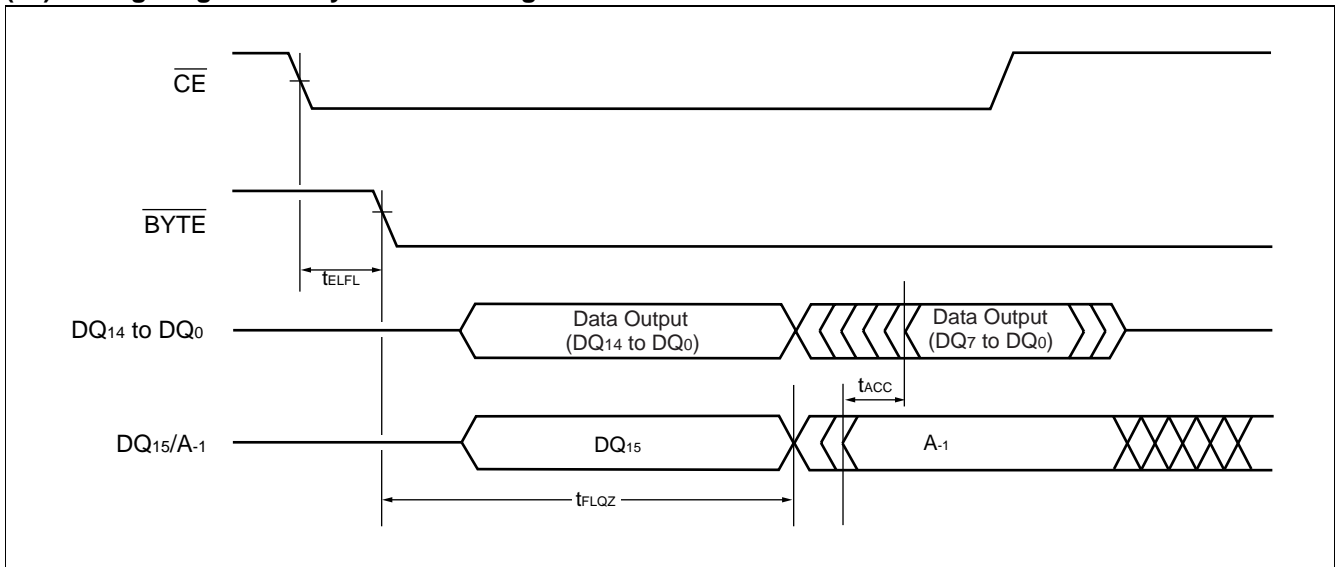 CE
BYTE
tELFL
DQ14 to DQ0
Data Output
(DQ14 to DQ0)
Data Output
(DQ7 to DQ0)
tACC
DQ15/A-1
DQ15
A-1
tFLQZ